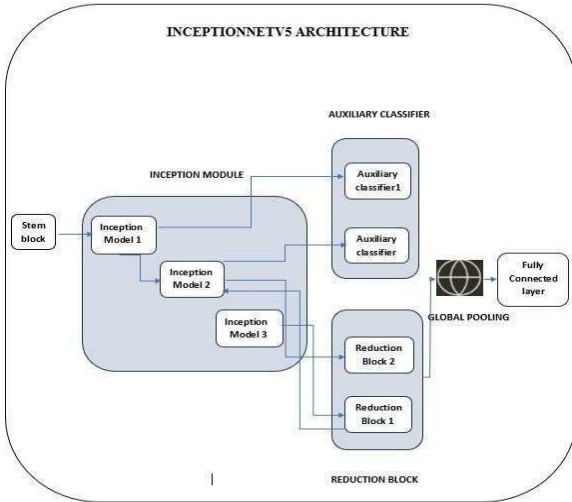 INCEPTIONNETV5 ARCHITECTURE
AUXILIARY CLASSIFIER
INCEPTION MODULE
Auxiliary
classifier1
Stem
block
Inception
Model 1
Auxiliary
classifier
Inception
Model 2
Fully
Connected
layer
GLOBAL POOLING
Inception
Model 3
Reduction
Block 2
Reduction
Block 1
REDUCTION BLOCK